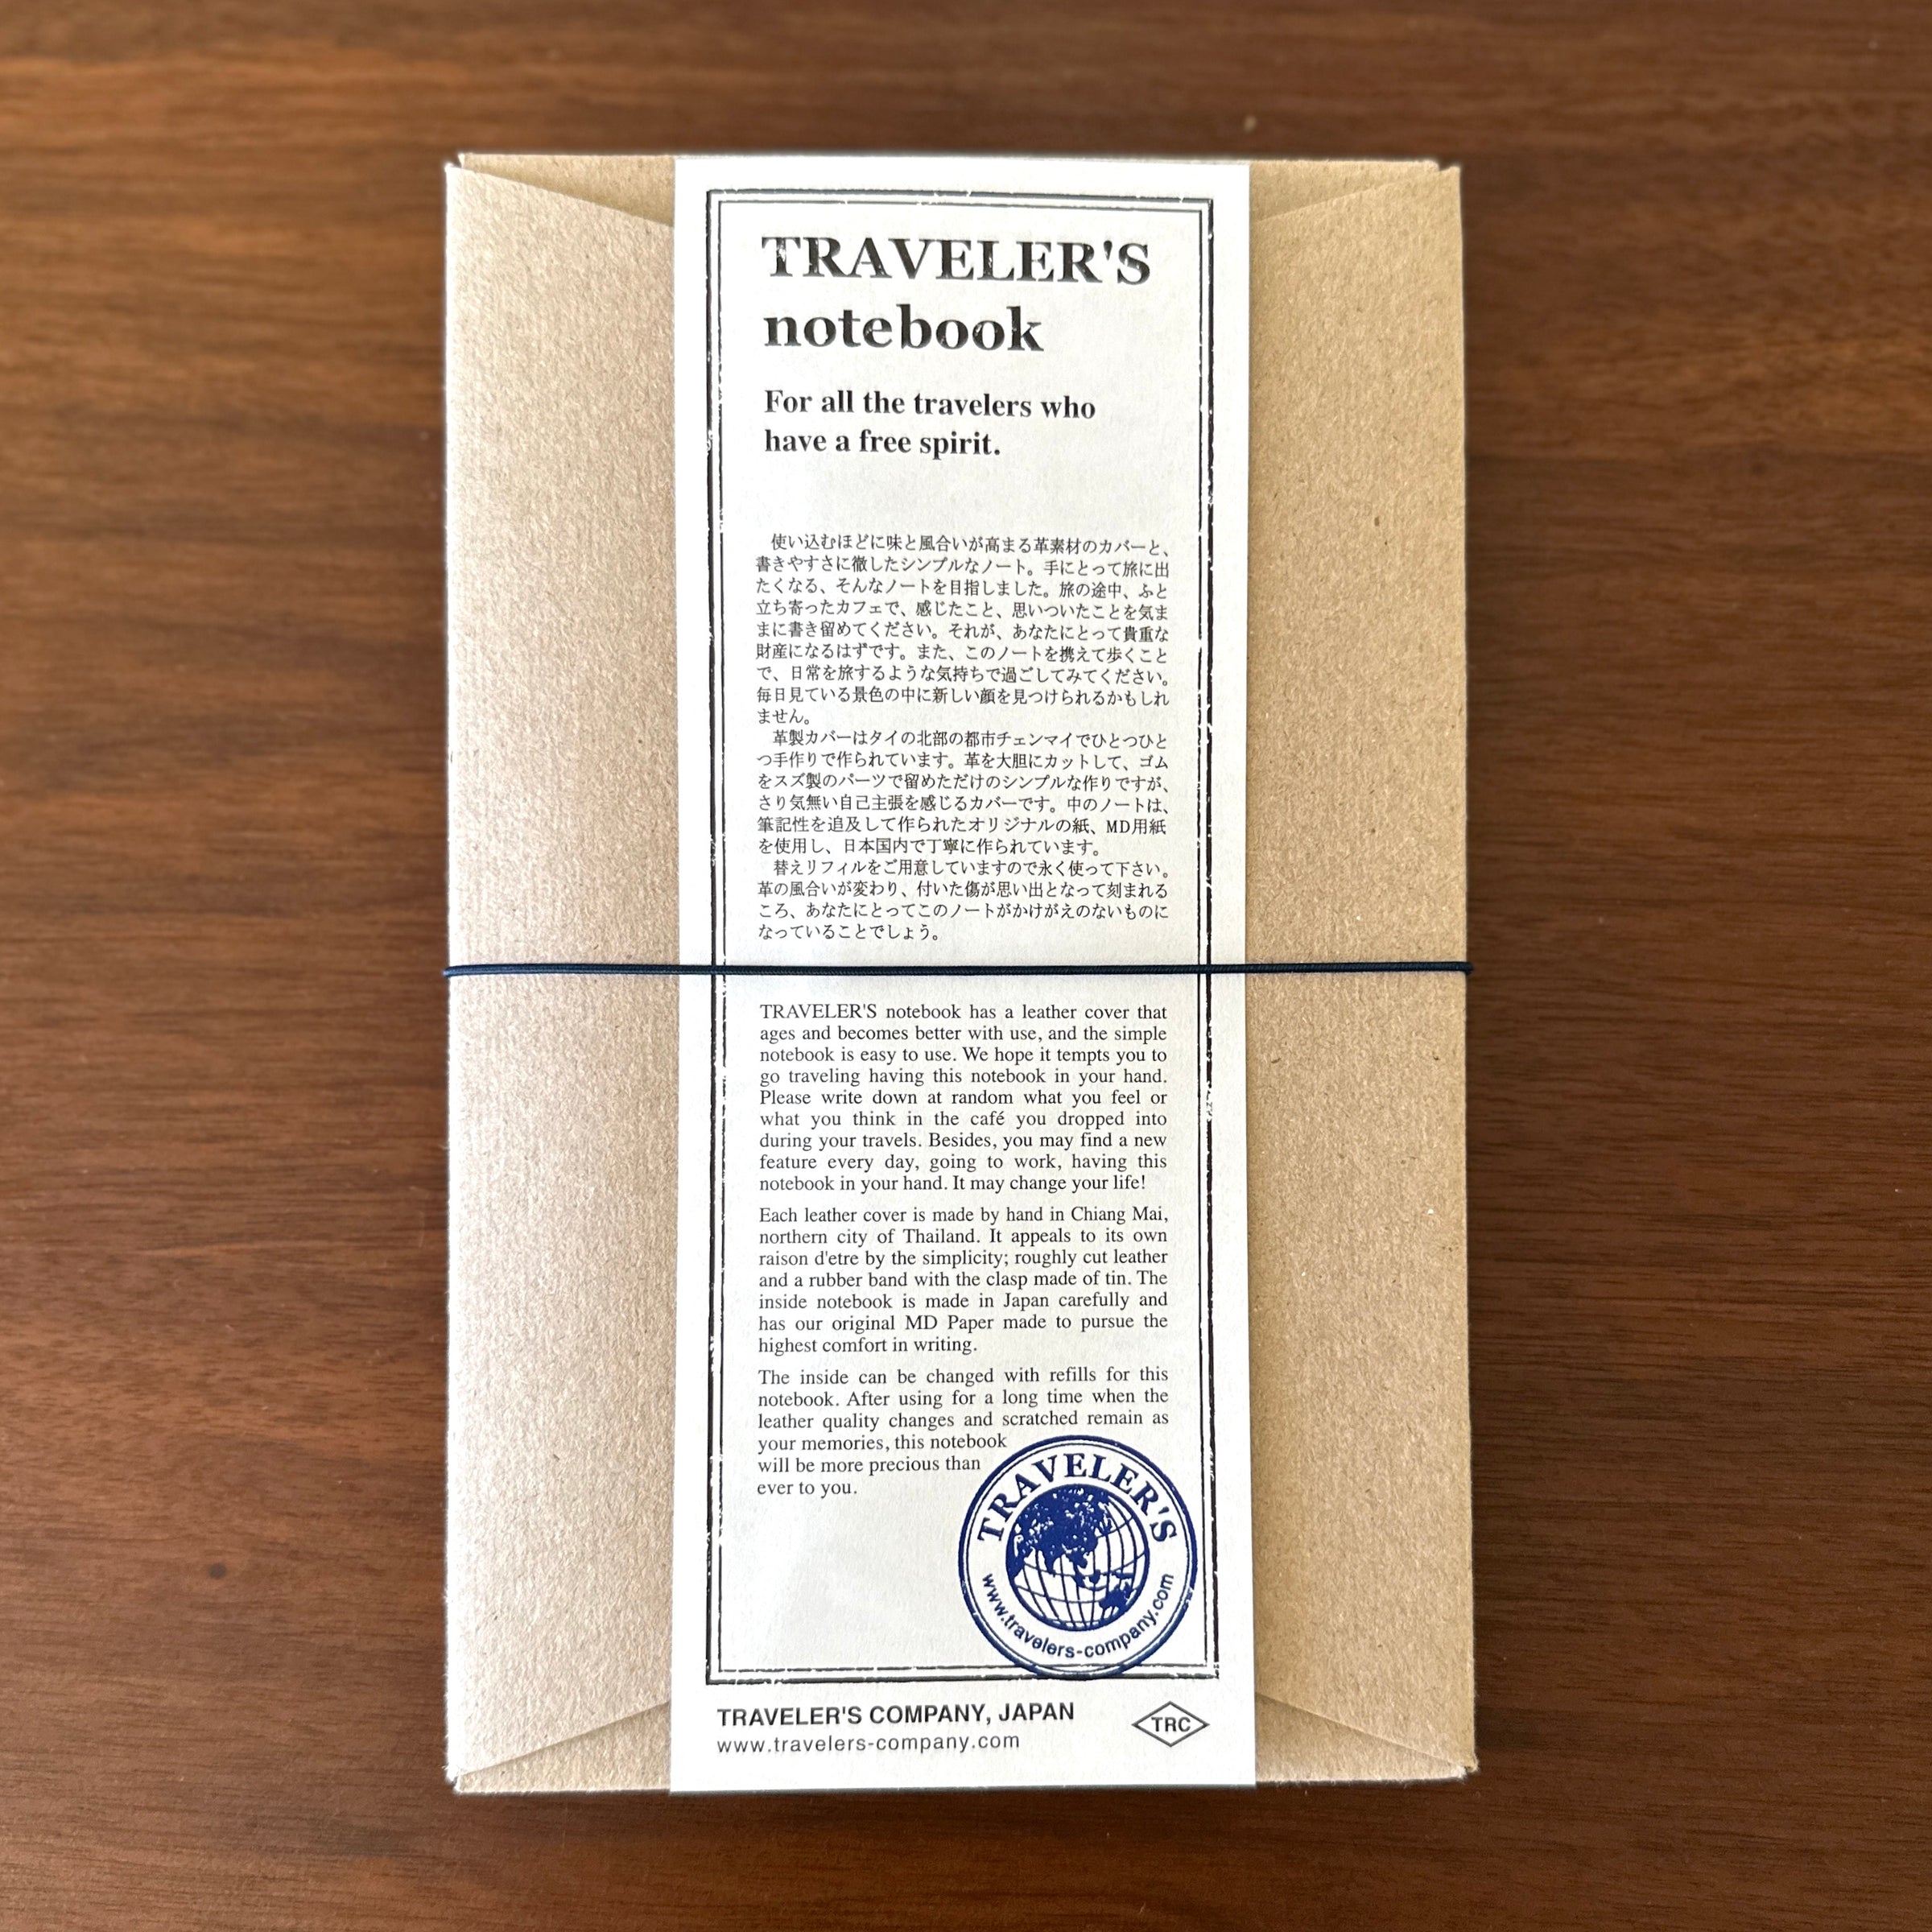 TRAVELER'S
notebook
For all the travelers who
have a free spirit.
使い込むほどに味と風合いが高まる革素材のカバーと、
書きやすさに徹したシンプルなノート。手にとって旅に出
たくなる、そんなノートを目指しました。旅の途中、ふと
立ち寄ったカフェで、感じたこと、思いついたことを気ま
まに書き留めてください。それが、あなたにとって貴重な
財産になるはずです。また、このノートを携えて歩くこと
で、日常を旅するような気持ちで過ごしてみてください。
毎日見ている景色の中に新しい顔を見つけられるかもしれ
ません。
革製カバーはタイの北部の都市チェンマイでひとつひと
つ手作りで作られています。革を大胆にカットして、ゴム
をスズ製のパーツで留めただけのシンプルな作りですが、
さり気無い自己主張を感じるカバーです。中のノートは、
筆記性を追及して作られたオリジナルの紙、MD用紙
を使用し、日本国内で丁寧に作られています。
替えリフィルをご用意していますので永く使って下さい。
革の風合いが変わり、付いた傷が思い出となって刻まれる
ころ、あなたにとってこのノートがかけがえのないものに
なっていることでしょう。
TRAVELER'S notebook has a leather cover that
ages and becomes better with use, and the simple
notebook is easy to use. We hope it tempts you to
go traveling having this notebook in your hand.
Please write down at random what you feel or
what you think in the café you dropped into
during your travels. Besides, you may find a new
feature every day, going to work, having this
notebook in your hand. It may change your life!
Each leather cover is made by hand in Chiang Mai,
northern city of Thailand. It appeals to its own
raison d'etre by the simplicity; roughly cut leather
and a rubber band with the clasp made of tin. The
inside notebook is made in Japan carefully and
has our original MD Paper made to pursue the
highest comfort in writing.
The inside can be changed with refills for this
notebook. After using for a long time when the
leather quality changes and scratched remain as
your memories, this notebook
will be more precious than
ever to you.
TRAVELER'S
www.travelers-company.com
TRAVELER'S COMPANY, JAPAN
www.travelers-company.com
TRC